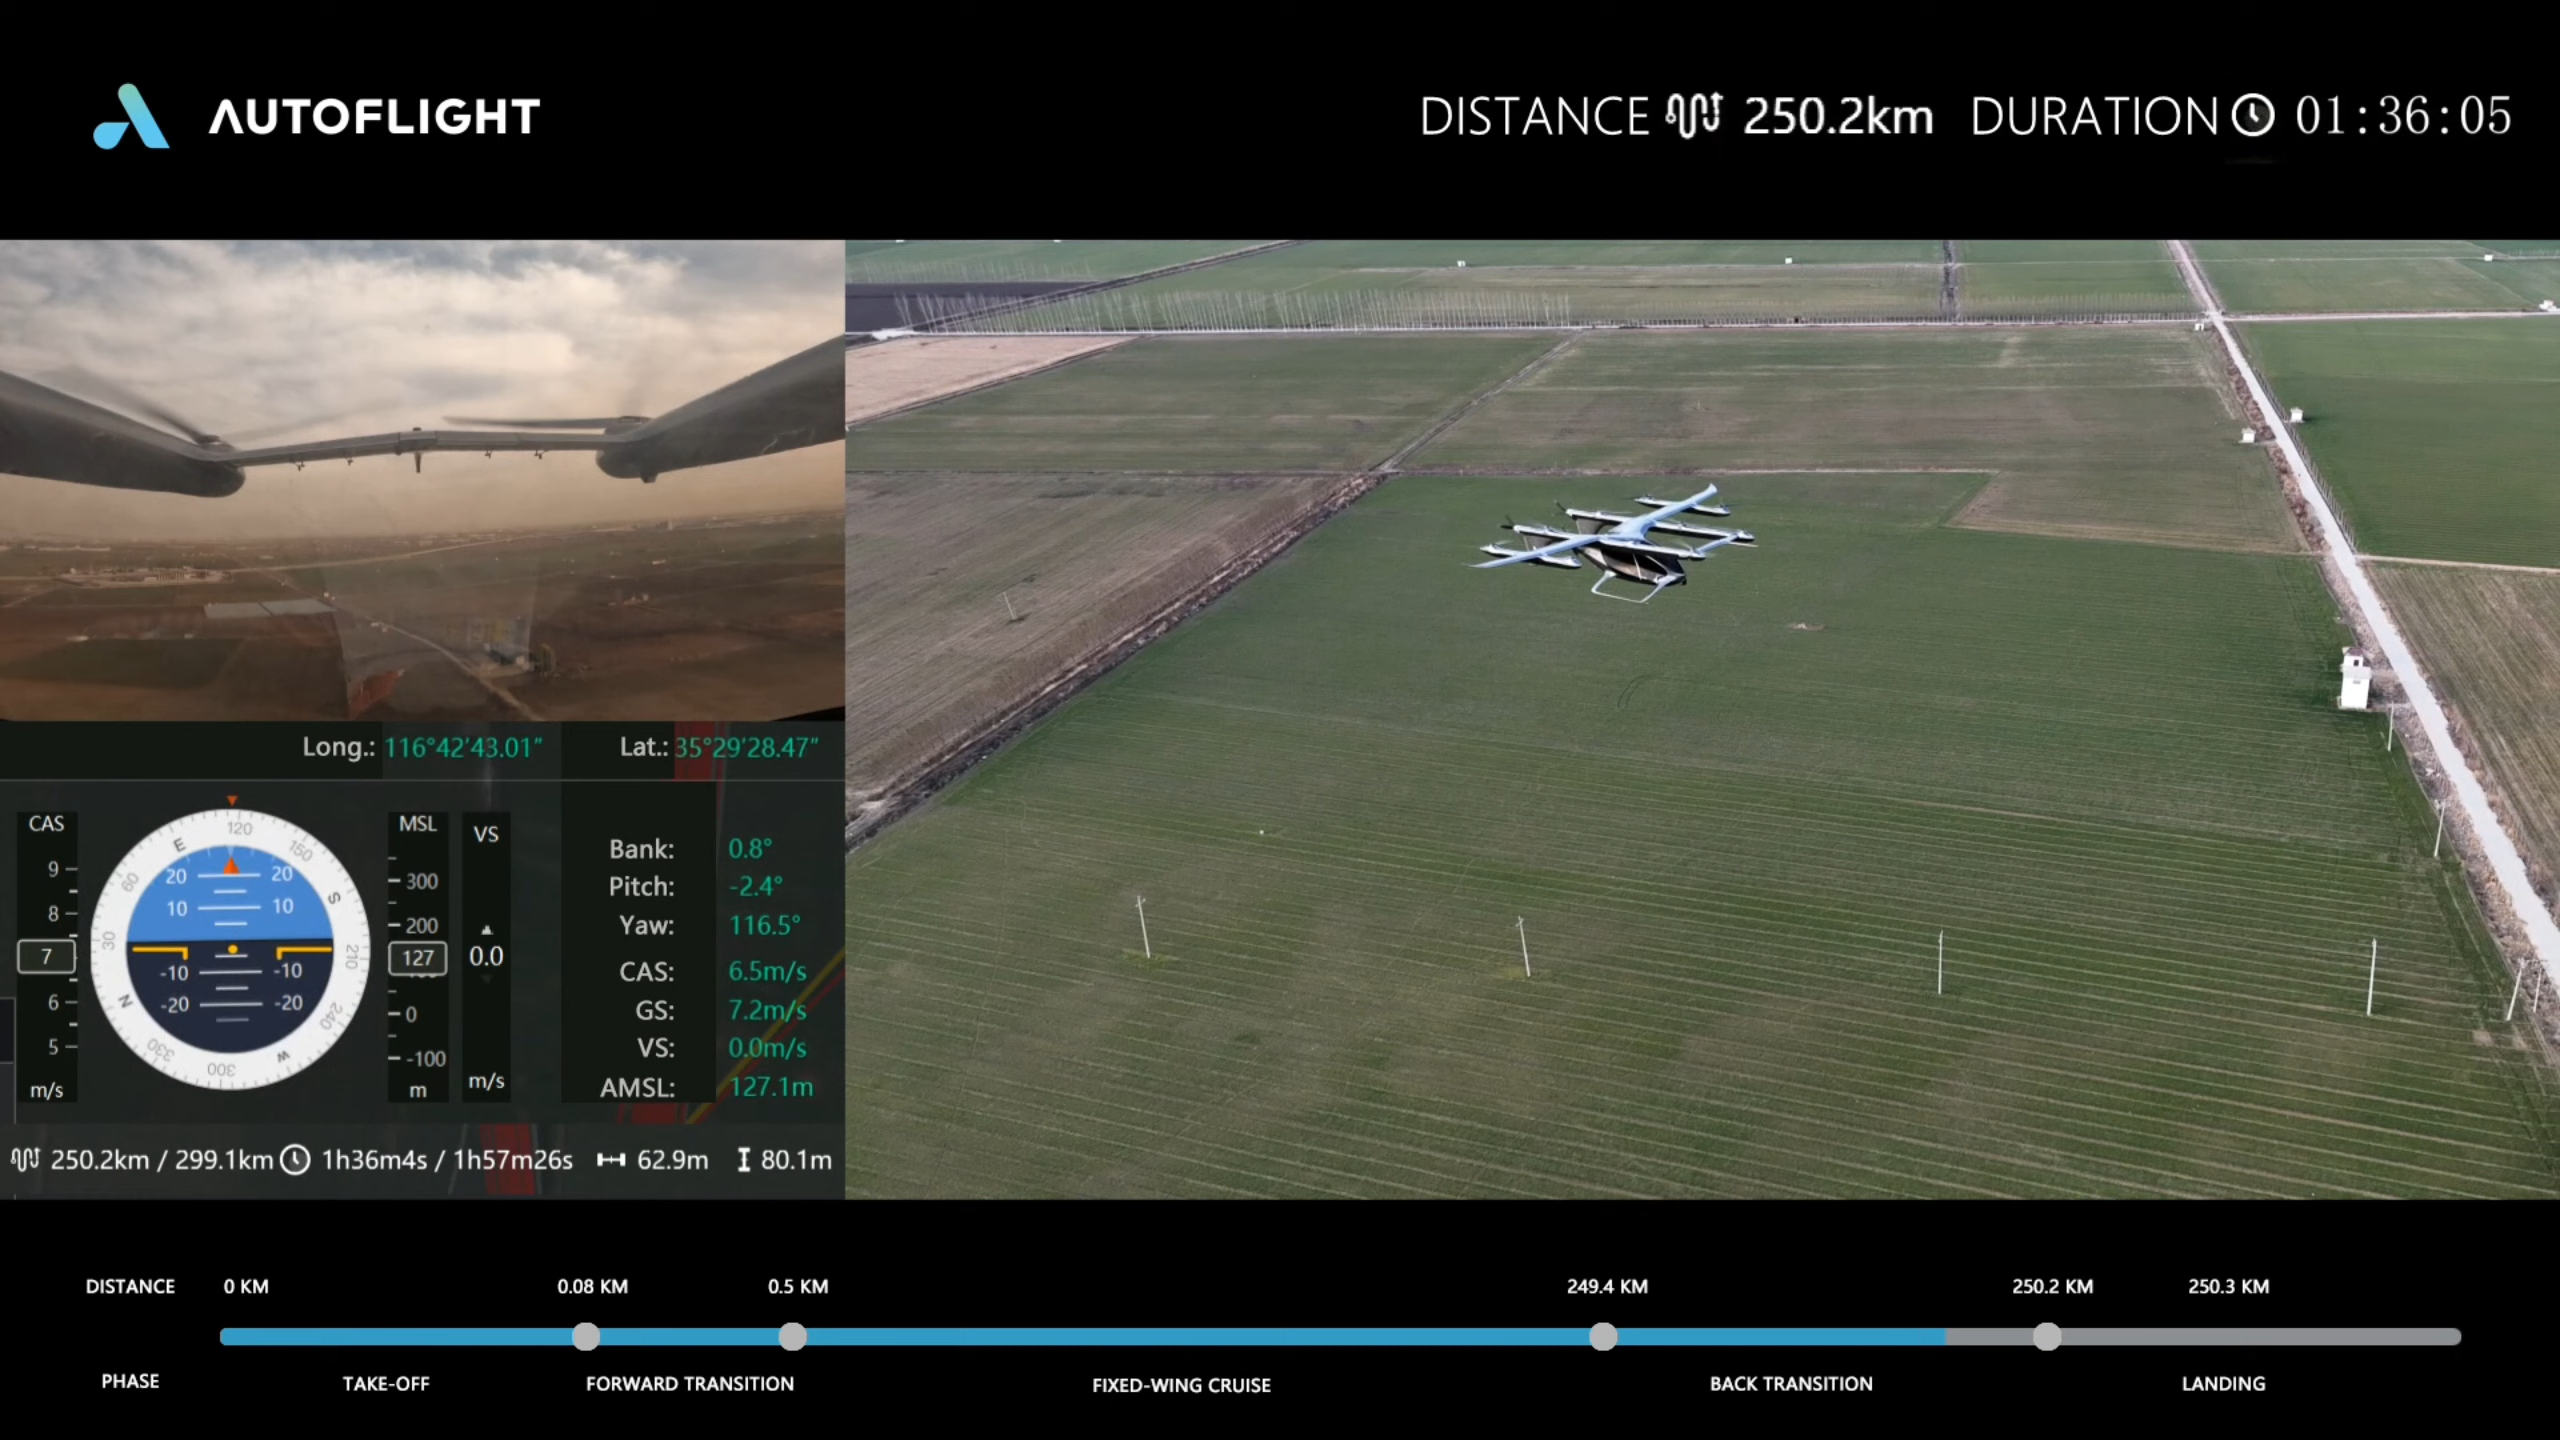 AUTOFLIGHT
DISTANCE 250.2km DURATION 01:36:05
Long.: 116°42'43.01" Lat.: 35°29'28.47"
CAS
9
8
7
6
5
m/s
E 120 150 S 210 240 W 300 330 N 30 60
20 20
10 10
-10 -10
-20 -20
MSL
300
200
127
0
-100
m
VS
0.0
m/s
Bank: 0.8°
Pitch: -2.4°
Yaw: 116.5°
CAS: 6.5m/s
GS: 7.2m/s
VS: 0.0m/s
AMSL: 127.1m
250.2km / 299.1km 1h36m4s / 1h57m26s 62.9m 80.1m
DISTANCE 0 KM 0.08 KM 0.5 KM 249.4 KM 250.2 KM 250.3 KM
PHASE TAKE-OFF FORWARD TRANSITION FIXED-WING CRUISE BACK TRANSITION LANDING